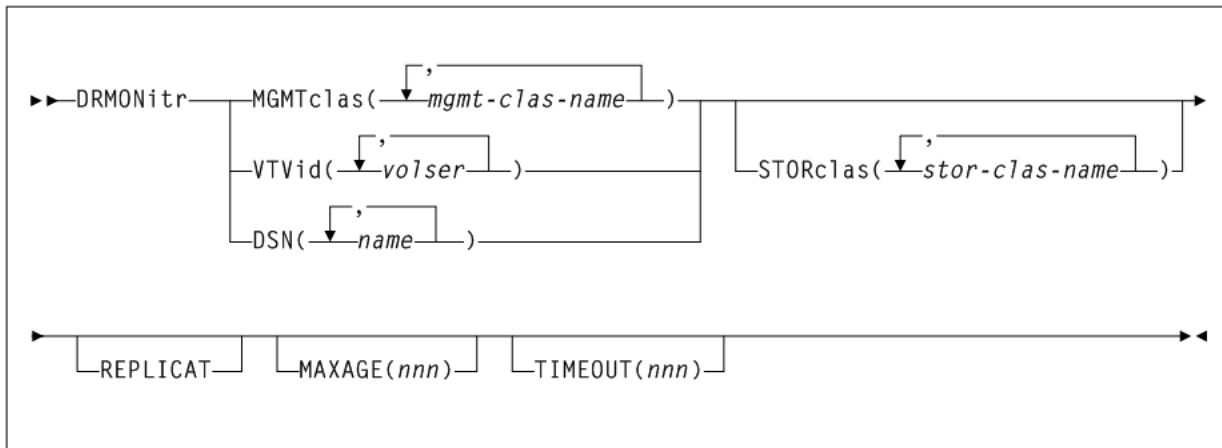 ,
DRMONitr MGMTclas( mgmt-clas-name )
, ,
VTVid( volser ) STORclas( stor-clas-name )
,
DSN( name )
REPLICAT MAXAGE(nnn) TIMEOUT(nnn)